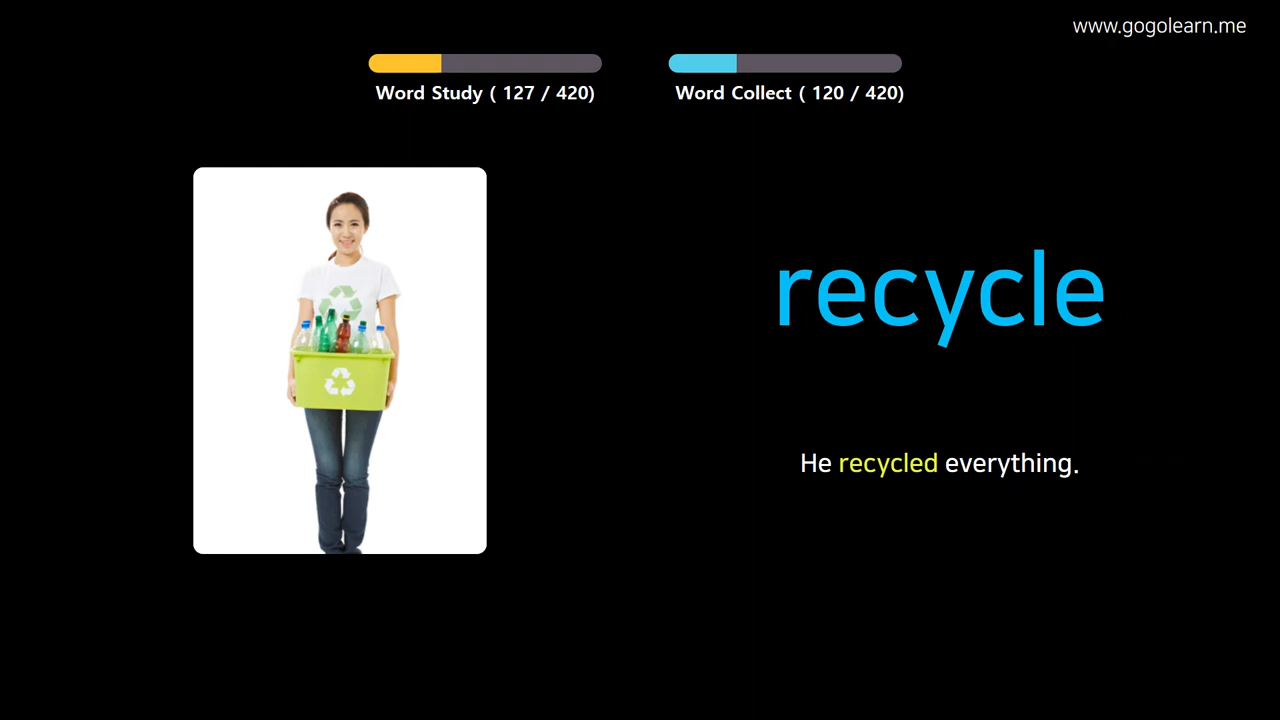 www.gogolearn.me
Word Study ( 127 / 420)
Word Collect ( 120 / 420)
recycle
He recycled everything.